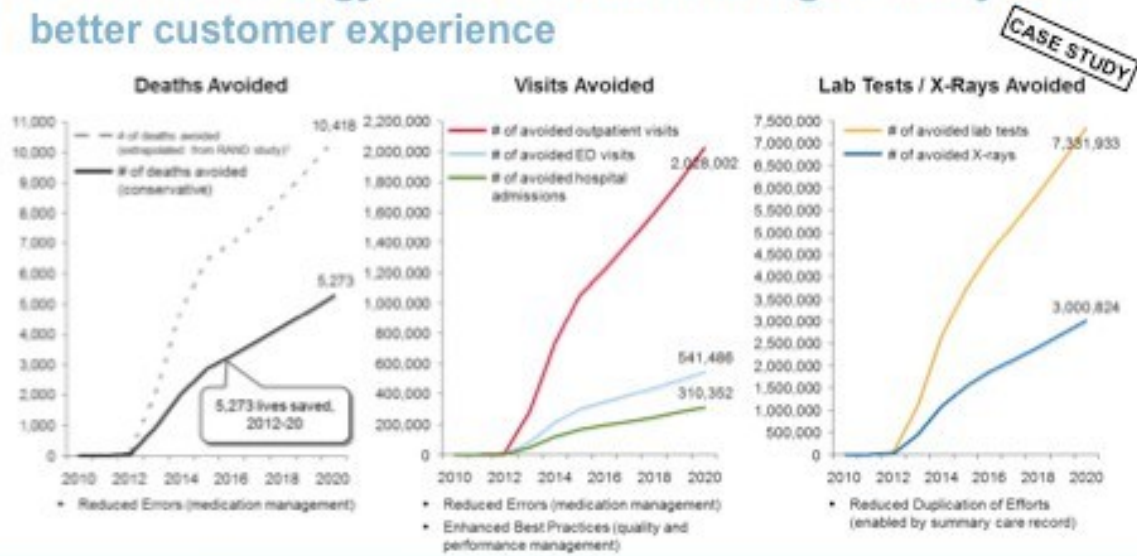 better customer experience
CASE STUDY
Deaths Avoided
11,000
10,000
9,000
8,000
7,000
6,000
5,000
4,000
3,000
2,000
1,000
0
# of deaths avoided
(extrapolated from RAND study)
# of deaths avoided
(conservative)
10,418
5,273
5,273 lives saved,
2012-20
2010 2012 2014 2016 2018 2020
• Reduced Errors (medication management)
Visits Avoided
2,200,000
2,000,000
1,800,000
1,600,000
1,400,000
1,200,000
1,000,000
800,000
600,000
400,000
200,000
0
# of avoided outpatient visits
# of avoided ED visits
# of avoided hospital
admissions
2,028,002
541,486
310,352
2010 2012 2014 2016 2018 2020
• Reduced Errors (medication management)
• Enhanced Best Practices (quality and
performance management)
Lab Tests / X-Rays Avoided
7,500,000
7,000,000
6,500,000
6,000,000
5,500,000
5,000,000
4,500,000
4,000,000
3,500,000
3,000,000
2,500,000
2,000,000
1,500,000
1,000,000
500,000
0
# of avoided lab tests
# of avoided X-rays
7,331,933
3,000,824
2010 2012 2014 2016 2018 2020
• Reduced Duplication of Efforts
(enabled by summary care record)